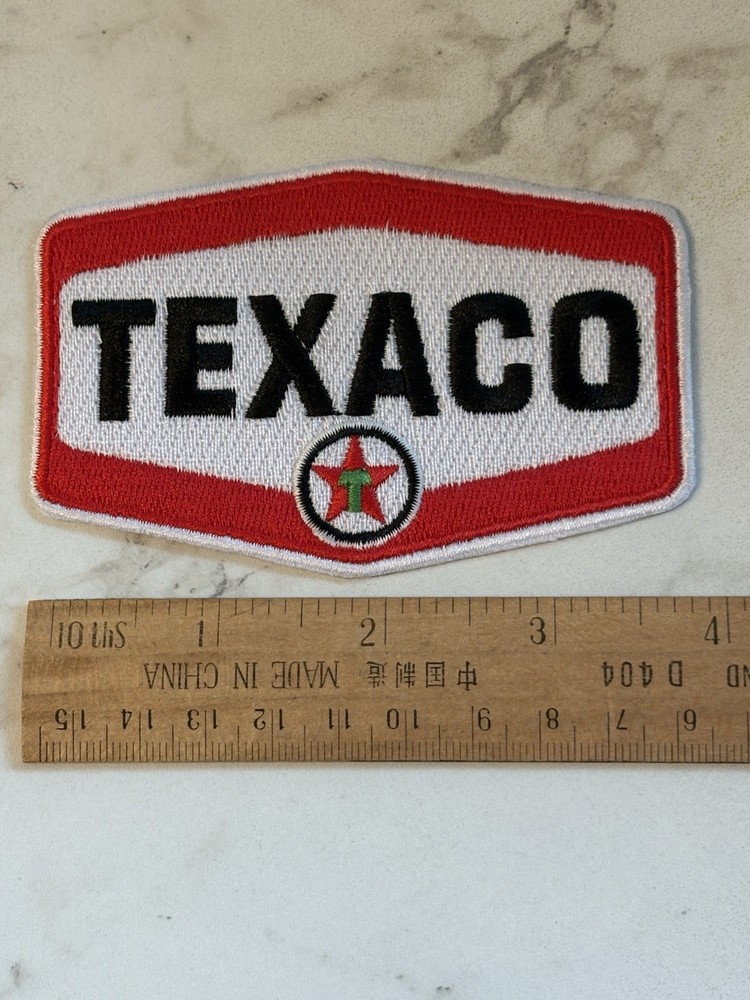 TEXACO
T
10 THS 1 2 3 4
MADE IN CHINA 中国制造 D404
15 14 13 12 11 10 9 8 7 6